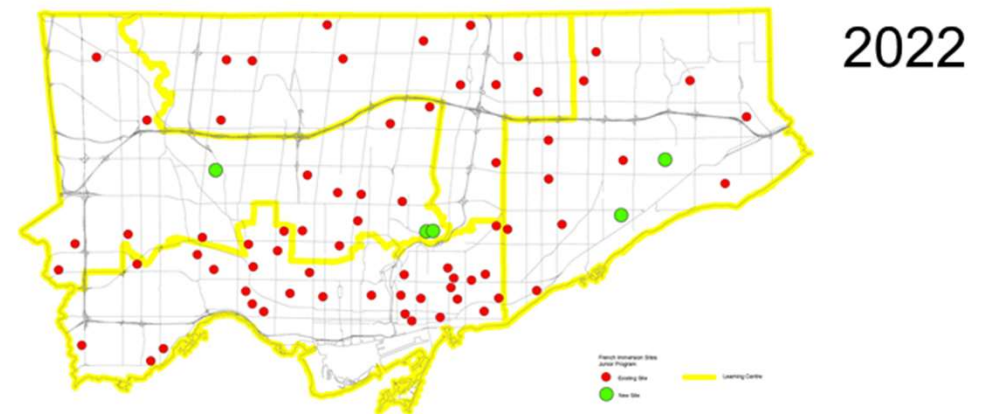 2022
French Immersion Sites
Junior Program
Existing Site
Learning Centre
New Site